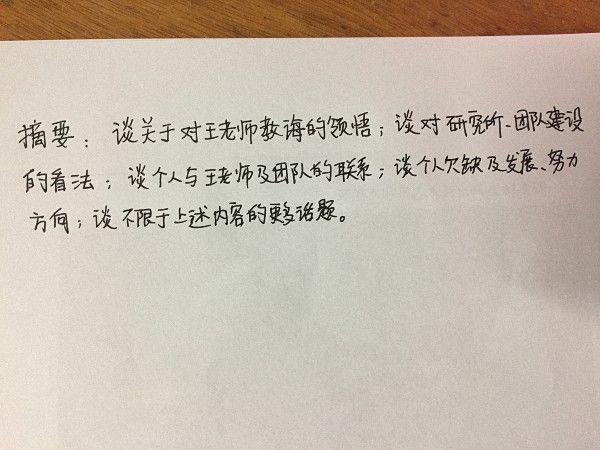 摘要：谈关于对王老师教诲的领悟；谈对研究所、团队建设
的看法；谈个人与王老师及团队的联系；谈个人欠缺及发展、努力
方向；谈不限于上述内容的更多话题。